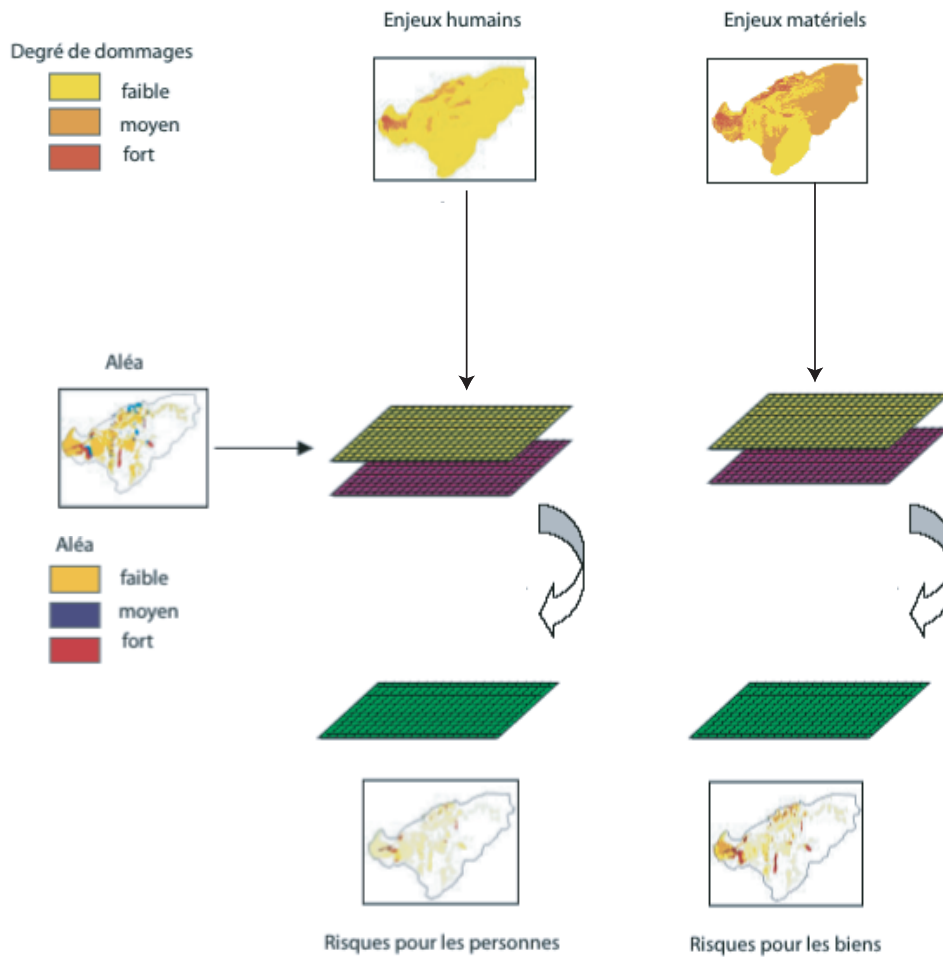 Enjeux humains
Enjeux matériels
Degré de dommages
faible
moyen
fort
Aléa
Aléa
faible
moyen
fort
Risques pour les personnes
Risques pour les biens